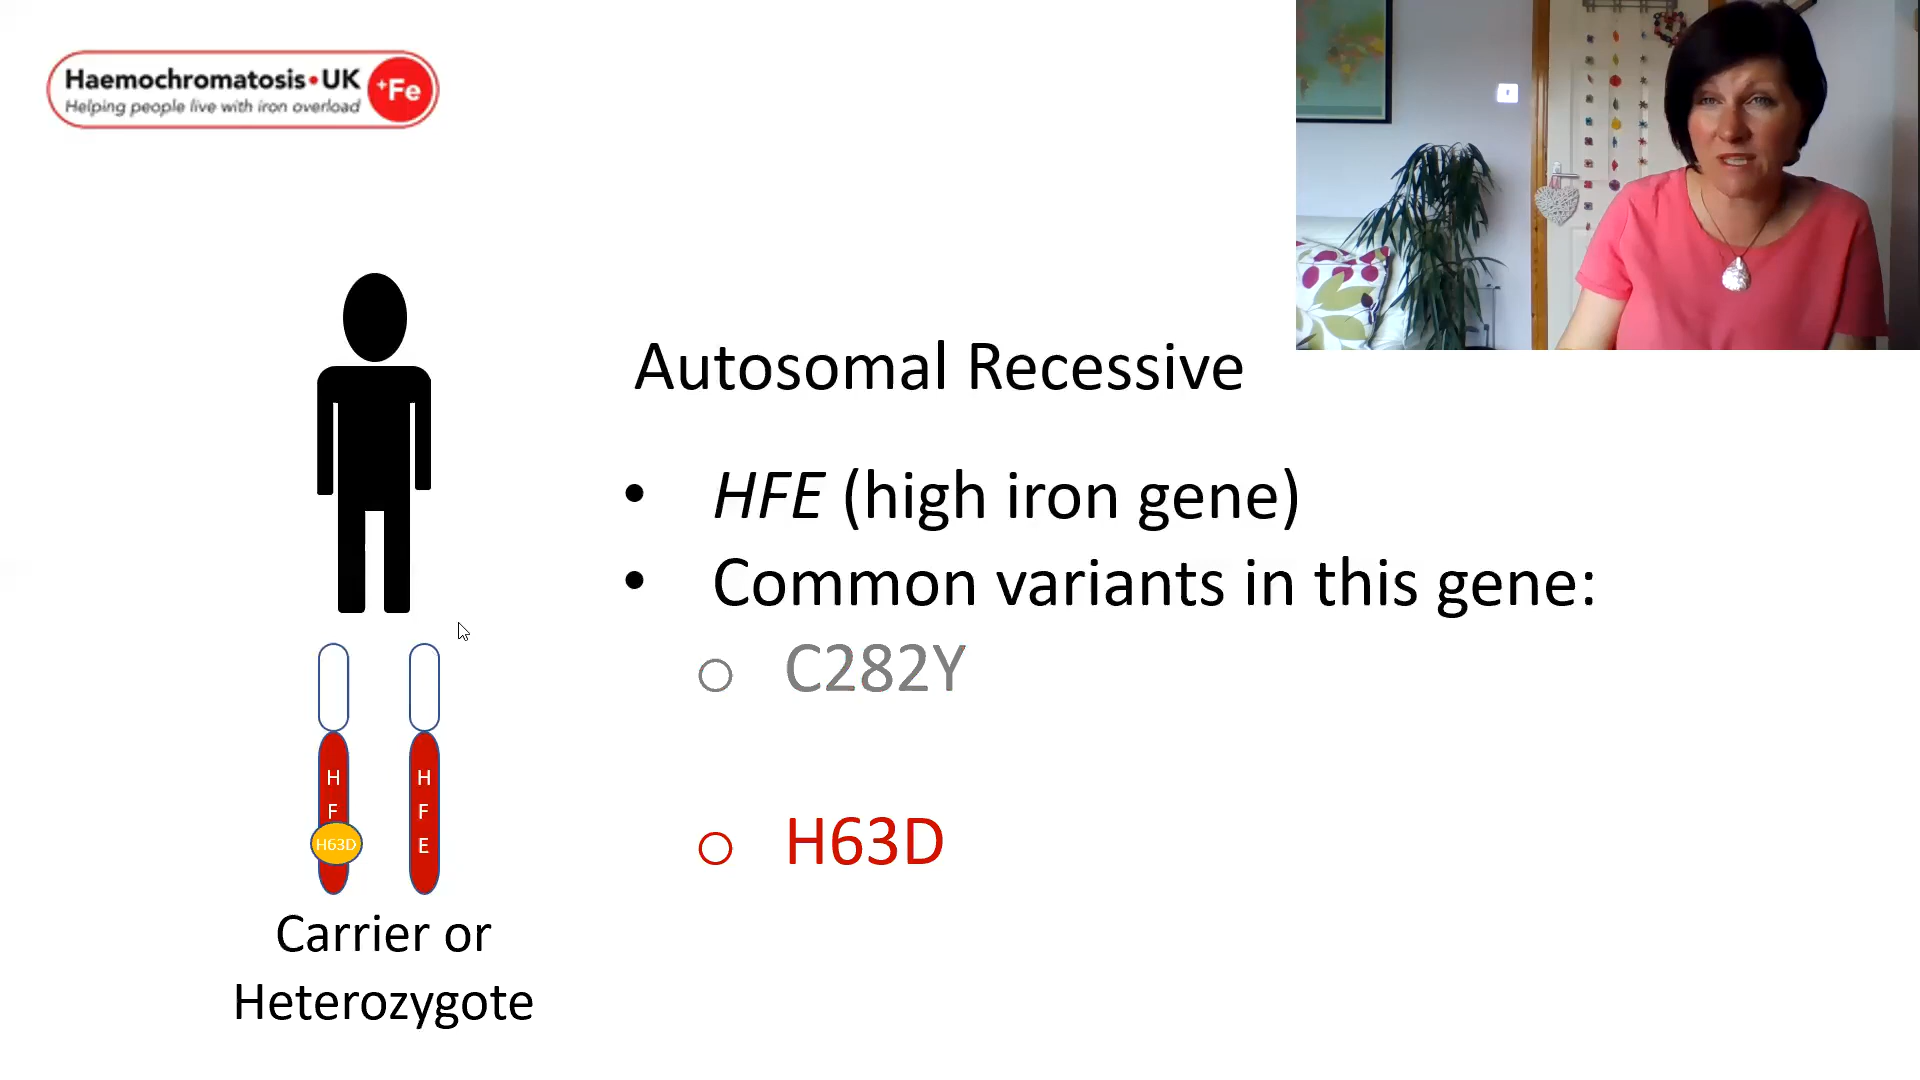 Haemochromatosis•UK
Helping people live with iron overload
+Fe
Autosomal Recessive
• HFE (high iron gene)
• Common variants in this gene:
o C282Y
o H63D
H
F
H63D
H
F
E
Carrier or
Heterozygote